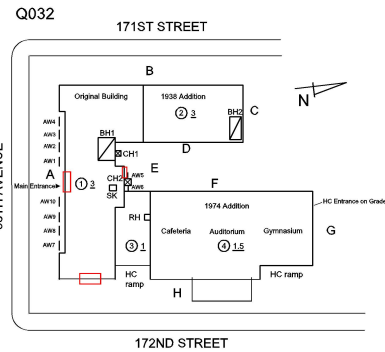 Q032
171ST STREET
B
Original Building
1938 Addition
2 3
BH2
C
N
AW4
AW3
AW2
AW1
BH1
CH1
D
E
A
Main Entrance
1 3
CH2
SK
AW5
AW6
F
AW10
AW9
AW8
AW7
RH
3 1
1974 Addition
Cafeteria
Auditorium
Gymnasium
4 1.5
HC Entrance on Grade
G
HC
ramp
HC ramp
H
172ND STREET